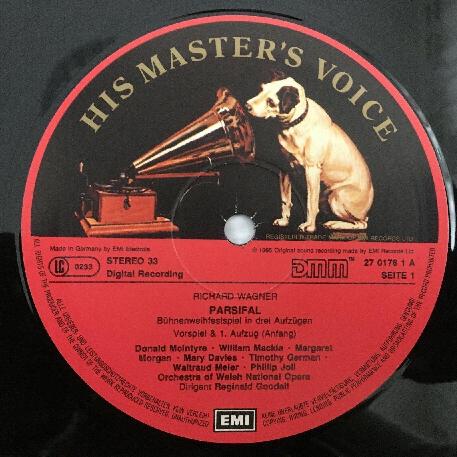 HIS MASTER'S VOICE
Made in Germany by EMI Electrola
℗ 1985 Original sound recording made by EMI Records Ltd.
LC 0233
STEREO 33
Digital Recording
DMM™
27 0178 1 A
SEITE 1
RICHARD WAGNER
PARSIFAL
Bühnenweihfestspiel in drei Aufzügen
Vorspiel & 1. Aufzug (Anfang)
Donald McIntyre · William Mackie · Margaret
Morgan · Mary Davies · Timothy German ·
Waltraud Meier · Phillip Joll
Orchestra of Welsh National Opera
Dirigent Reginald Goodall
EMI